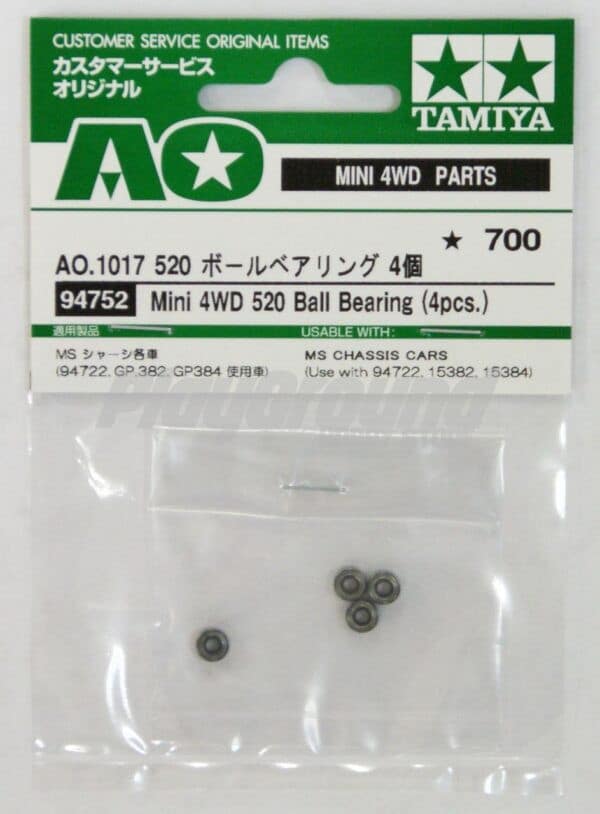 CUSTOMER SERVICE ORIGINAL ITEMS
カスタマーサービス
オリジナル
TAMIYA
AO
MINI 4WD PARTS
★ 700
AO.1017 520 ボールベアリング 4個
94752 Mini 4WD 520 Ball Bearing (4pcs.)
適用製品
USABLE WITH:
MS シャーシ各車
(94722, GP.382, GP384 使用車)
MS CHASSIS CARS
(Use with 94722, 15382, 15384)
Playground